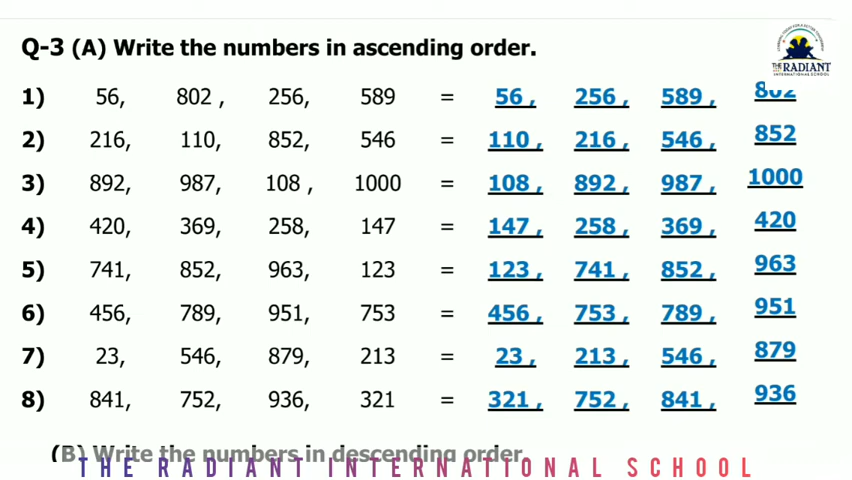 Q-3 (A) Write the numbers in ascending order.
THE RADIANT
INTERNATIONAL SCHOOL
1) 56, 802 , 256, 589 = 56 , 256 , 589 , 802
2) 216, 110, 852, 546 = 110 , 216 , 546 , 852
3) 892, 987, 108 , 1000 = 108 , 892 , 987 , 1000
4) 420, 369, 258, 147 = 147 , 258 , 369 , 420
5) 741, 852, 963, 123 = 123 , 741 , 852 , 963
6) 456, 789, 951, 753 = 456 , 753 , 789 , 951
7) 23, 546, 879, 213 = 23 , 213 , 546 , 879
8) 841, 752, 936, 321 = 321 , 752 , 841 , 936
(B) Write the numbers in descending order.
THE RADIANT INTERNATIONAL SCHOOL